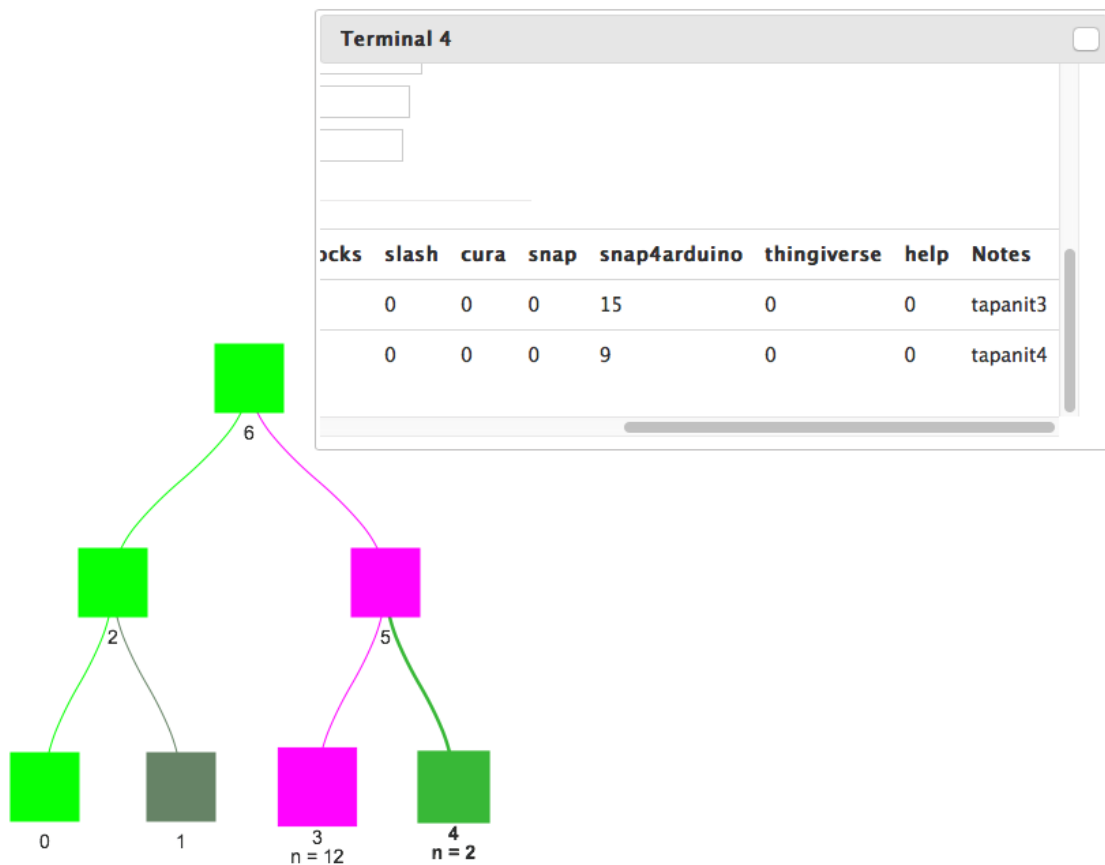 Terminal 4
ocks slash cura snap snap4arduino thingiverse help Notes
0 0 0 15 0 0 tapanit3
0 0 0 9 0 0 tapanit4
6
2 5
0 1 3 4
n = 12 n = 2